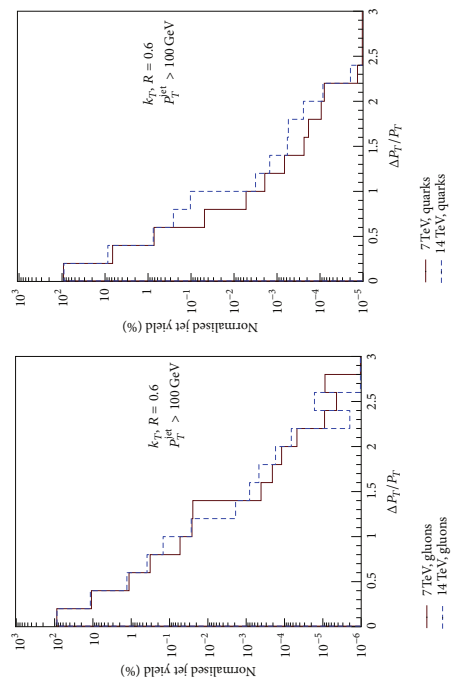 10³
10²
10
1
10⁻¹
10⁻²
10⁻³
10⁻⁴
10⁻⁵
10⁻⁶
Normalised jet yield (%)
k_T, R = 0.6
P_T^jet > 100 GeV
0
0.5
1
1.5
2
2.5
3
ΔP_T/P_T
7 TeV, gluons
14 TeV, gluons
10³
10²
10
1
10⁻¹
10⁻²
10⁻³
10⁻⁴
10⁻⁵
Normalised jet yield (%)
k_T, R = 0.6
P_T^jet > 100 GeV
0
0.5
1
1.5
2
2.5
3
ΔP_T/P_T
7 TeV, quarks
14 TeV, quarks